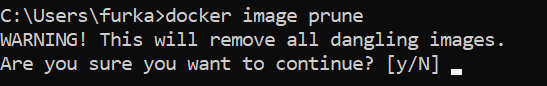 C:\Users\furka>docker image prune
WARNING! This will remove all dangling images.
Are you sure you want to continue? [y/N]